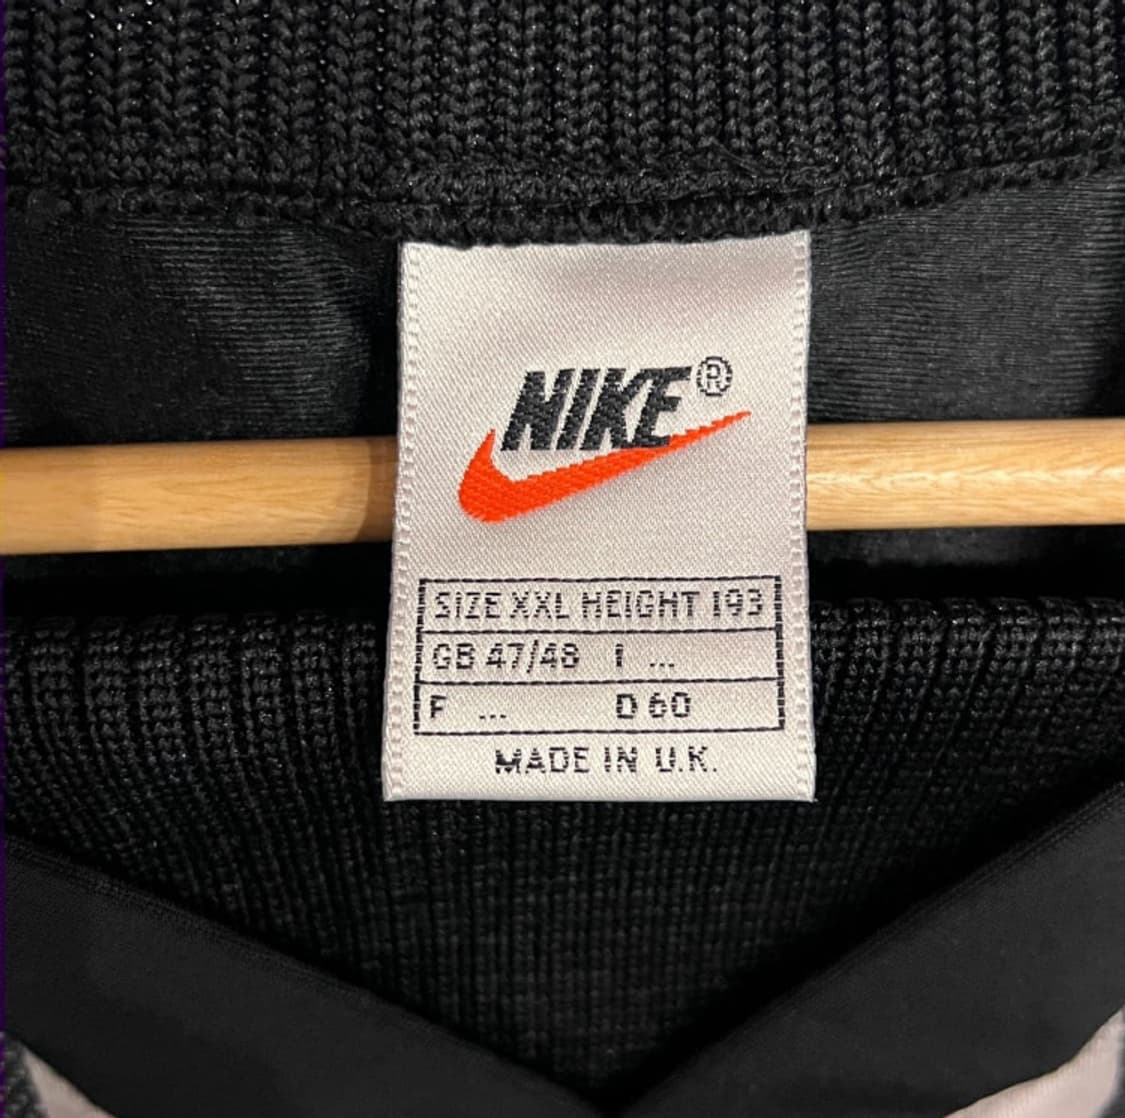 NIKE®
SIZE XXL HEIGHT 193
GB 47/48 I ...
F ... D 60
MADE IN U.K.